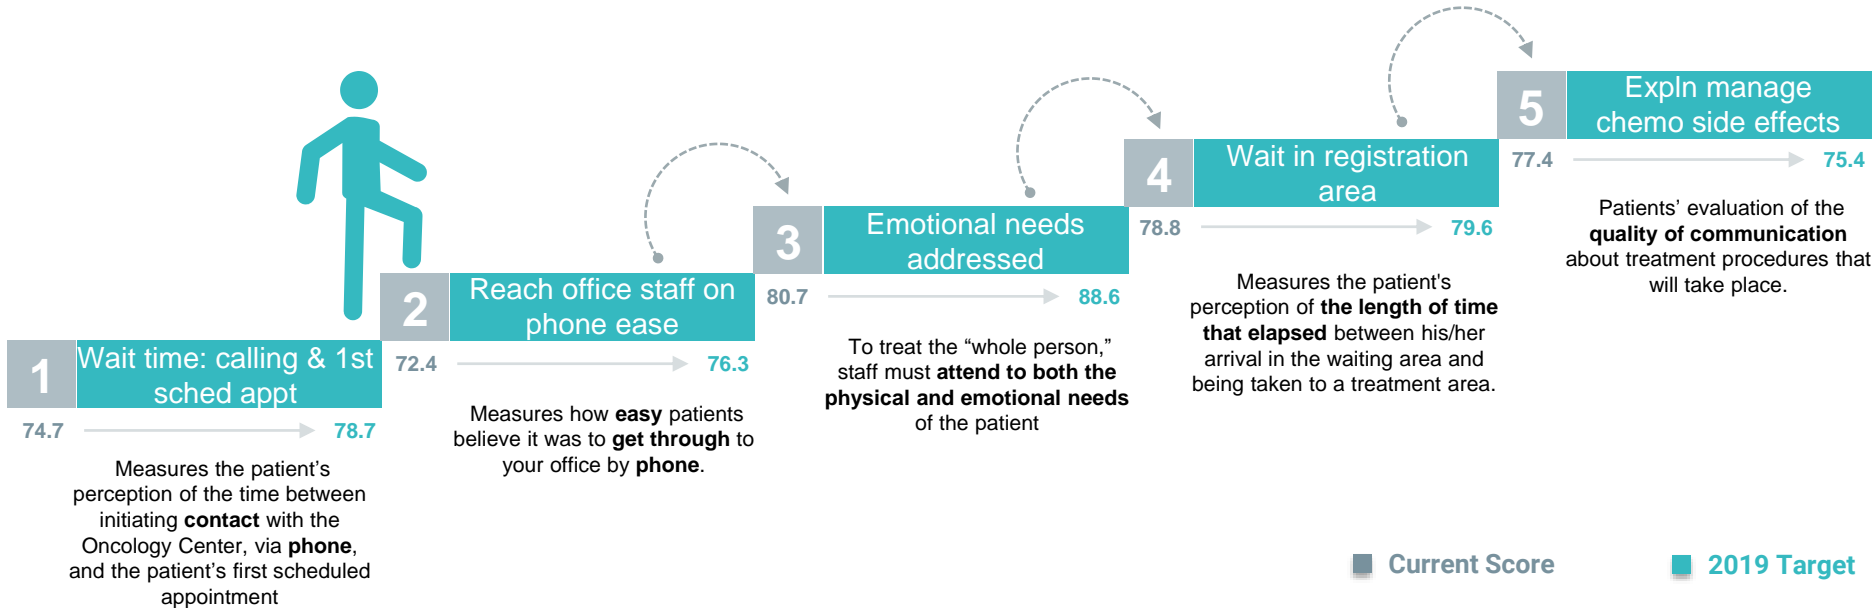 1
Wait time: calling & 1st
sched appt
74.7
78.7
Measures the patient's
perception of the time between
initiating contact with the
Oncology Center, via phone,
and the patient's first scheduled
appointment
2
Reach office staff on
phone ease
72.4
76.3
Measures how easy patients
believe it was to get through to
your office by phone.
3
Emotional needs
addressed
80.7
88.6
To treat the “whole person,”
staff must attend to both the
physical and emotional needs
of the patient
4
Wait in registration
area
78.8
79.6
Measures the patient's
perception of the length of time
that elapsed between his/her
arrival in the waiting area and
being taken to a treatment area.
5
Expln manage
chemo side effects
77.4
75.4
Patients’ evaluation of the
quality of communication
about treatment procedures that
will take place.
Current Score
2019 Target